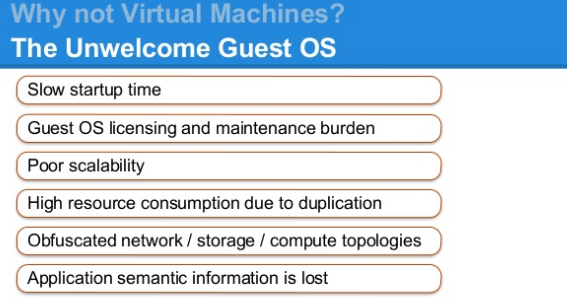 Why not Virtual Machines?
The Unwelcome Guest OS
Slow startup time
Guest OS licensing and maintenance burden
Poor scalability
High resource consumption due to duplication
Obfuscated network / storage / compute topologies
Application semantic information is lost